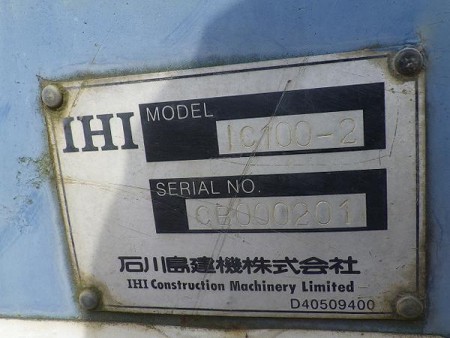 IHI
MODEL
IC100-2
SERIAL NO.
CB000201
石川島建機株式会社
IHI Construction Machinery Limited
D40509400